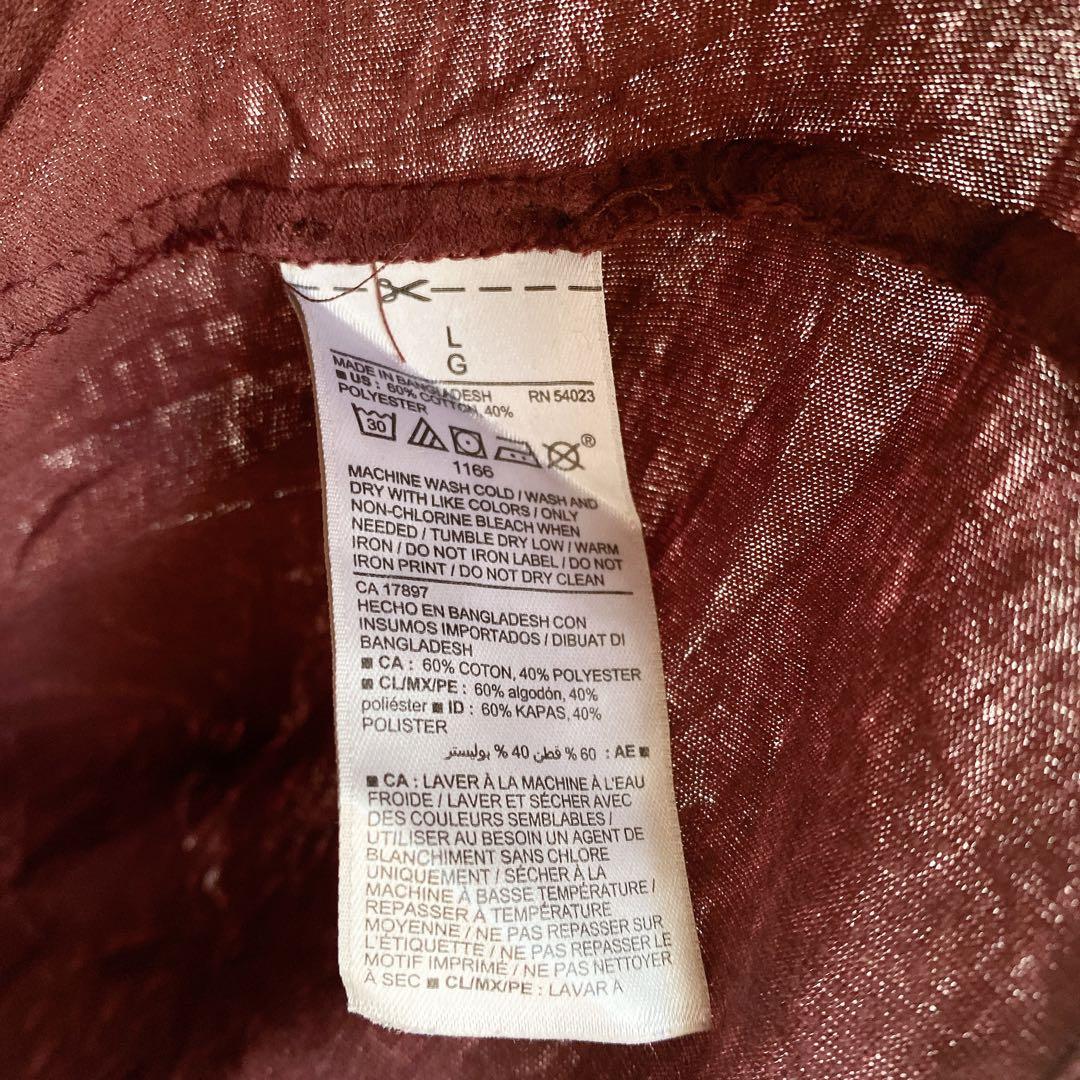 L
G
MADE IN BANGLADESH RN 54023
■ US : 60% COTTON, 40%
POLYESTER
30
®
1166
MACHINE WASH COLD / WASH AND
DRY WITH LIKE COLORS / ONLY
NON-CHLORINE BLEACH WHEN
NEEDED / TUMBLE DRY LOW / WARM
IRON / DO NOT IRON LABEL / DO NOT
IRON PRINT / DO NOT DRY CLEAN
CA 17897
HECHO EN BANGLADESH CON
INSUMOS IMPORTADOS / DIBUAT DI
BANGLADESH
■ CA : 60% COTON, 40% POLYESTER
■ CL/MX/PE : 60% algodón, 40%
poliéster ■ ID : 60% KAPAS, 40%
POLISTER
■ AE : 60 % قطن 40 % بوليستر
■ CA : LAVER À LA MACHINE À L'EAU
FROIDE / LAVER ET SÉCHER AVEC
DES COULEURS SEMBLABLES /
UTILISER AU BESOIN UN AGENT DE
BLANCHIMENT SANS CHLORE
UNIQUEMENT / SÉCHER À LA
MACHINE À BASSE TEMPÉRATURE /
REPASSER À TEMPÉRATURE
MOYENNE / NE PAS REPASSER SUR
L'ÉTIQUETTE / NE PAS REPASSER LE
MOTIF IMPRIMÉ / NE PAS NETTOYER
À SEC ■ CL/MX/PE : LAVAR A